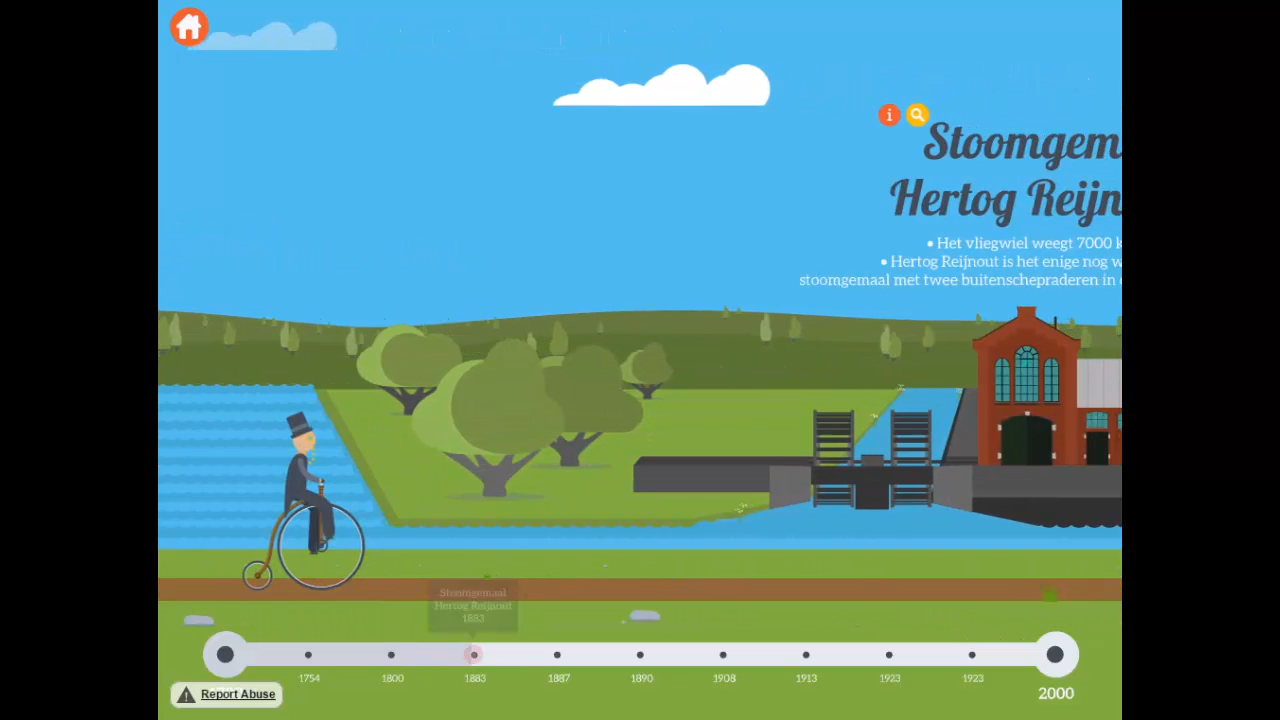 i
Stoomgem
Hertog Reijn
• Het vliegwiel weegt 7000 k
• Hertog Reijnout is het enige nog w
stoomgemaal met twee buitenschepraderen in
Stoomgemaal
Hertog Reijnout
1883
1754 1800 1883 1887 1890 1908 1913 1923 1923 2000
Report Abuse